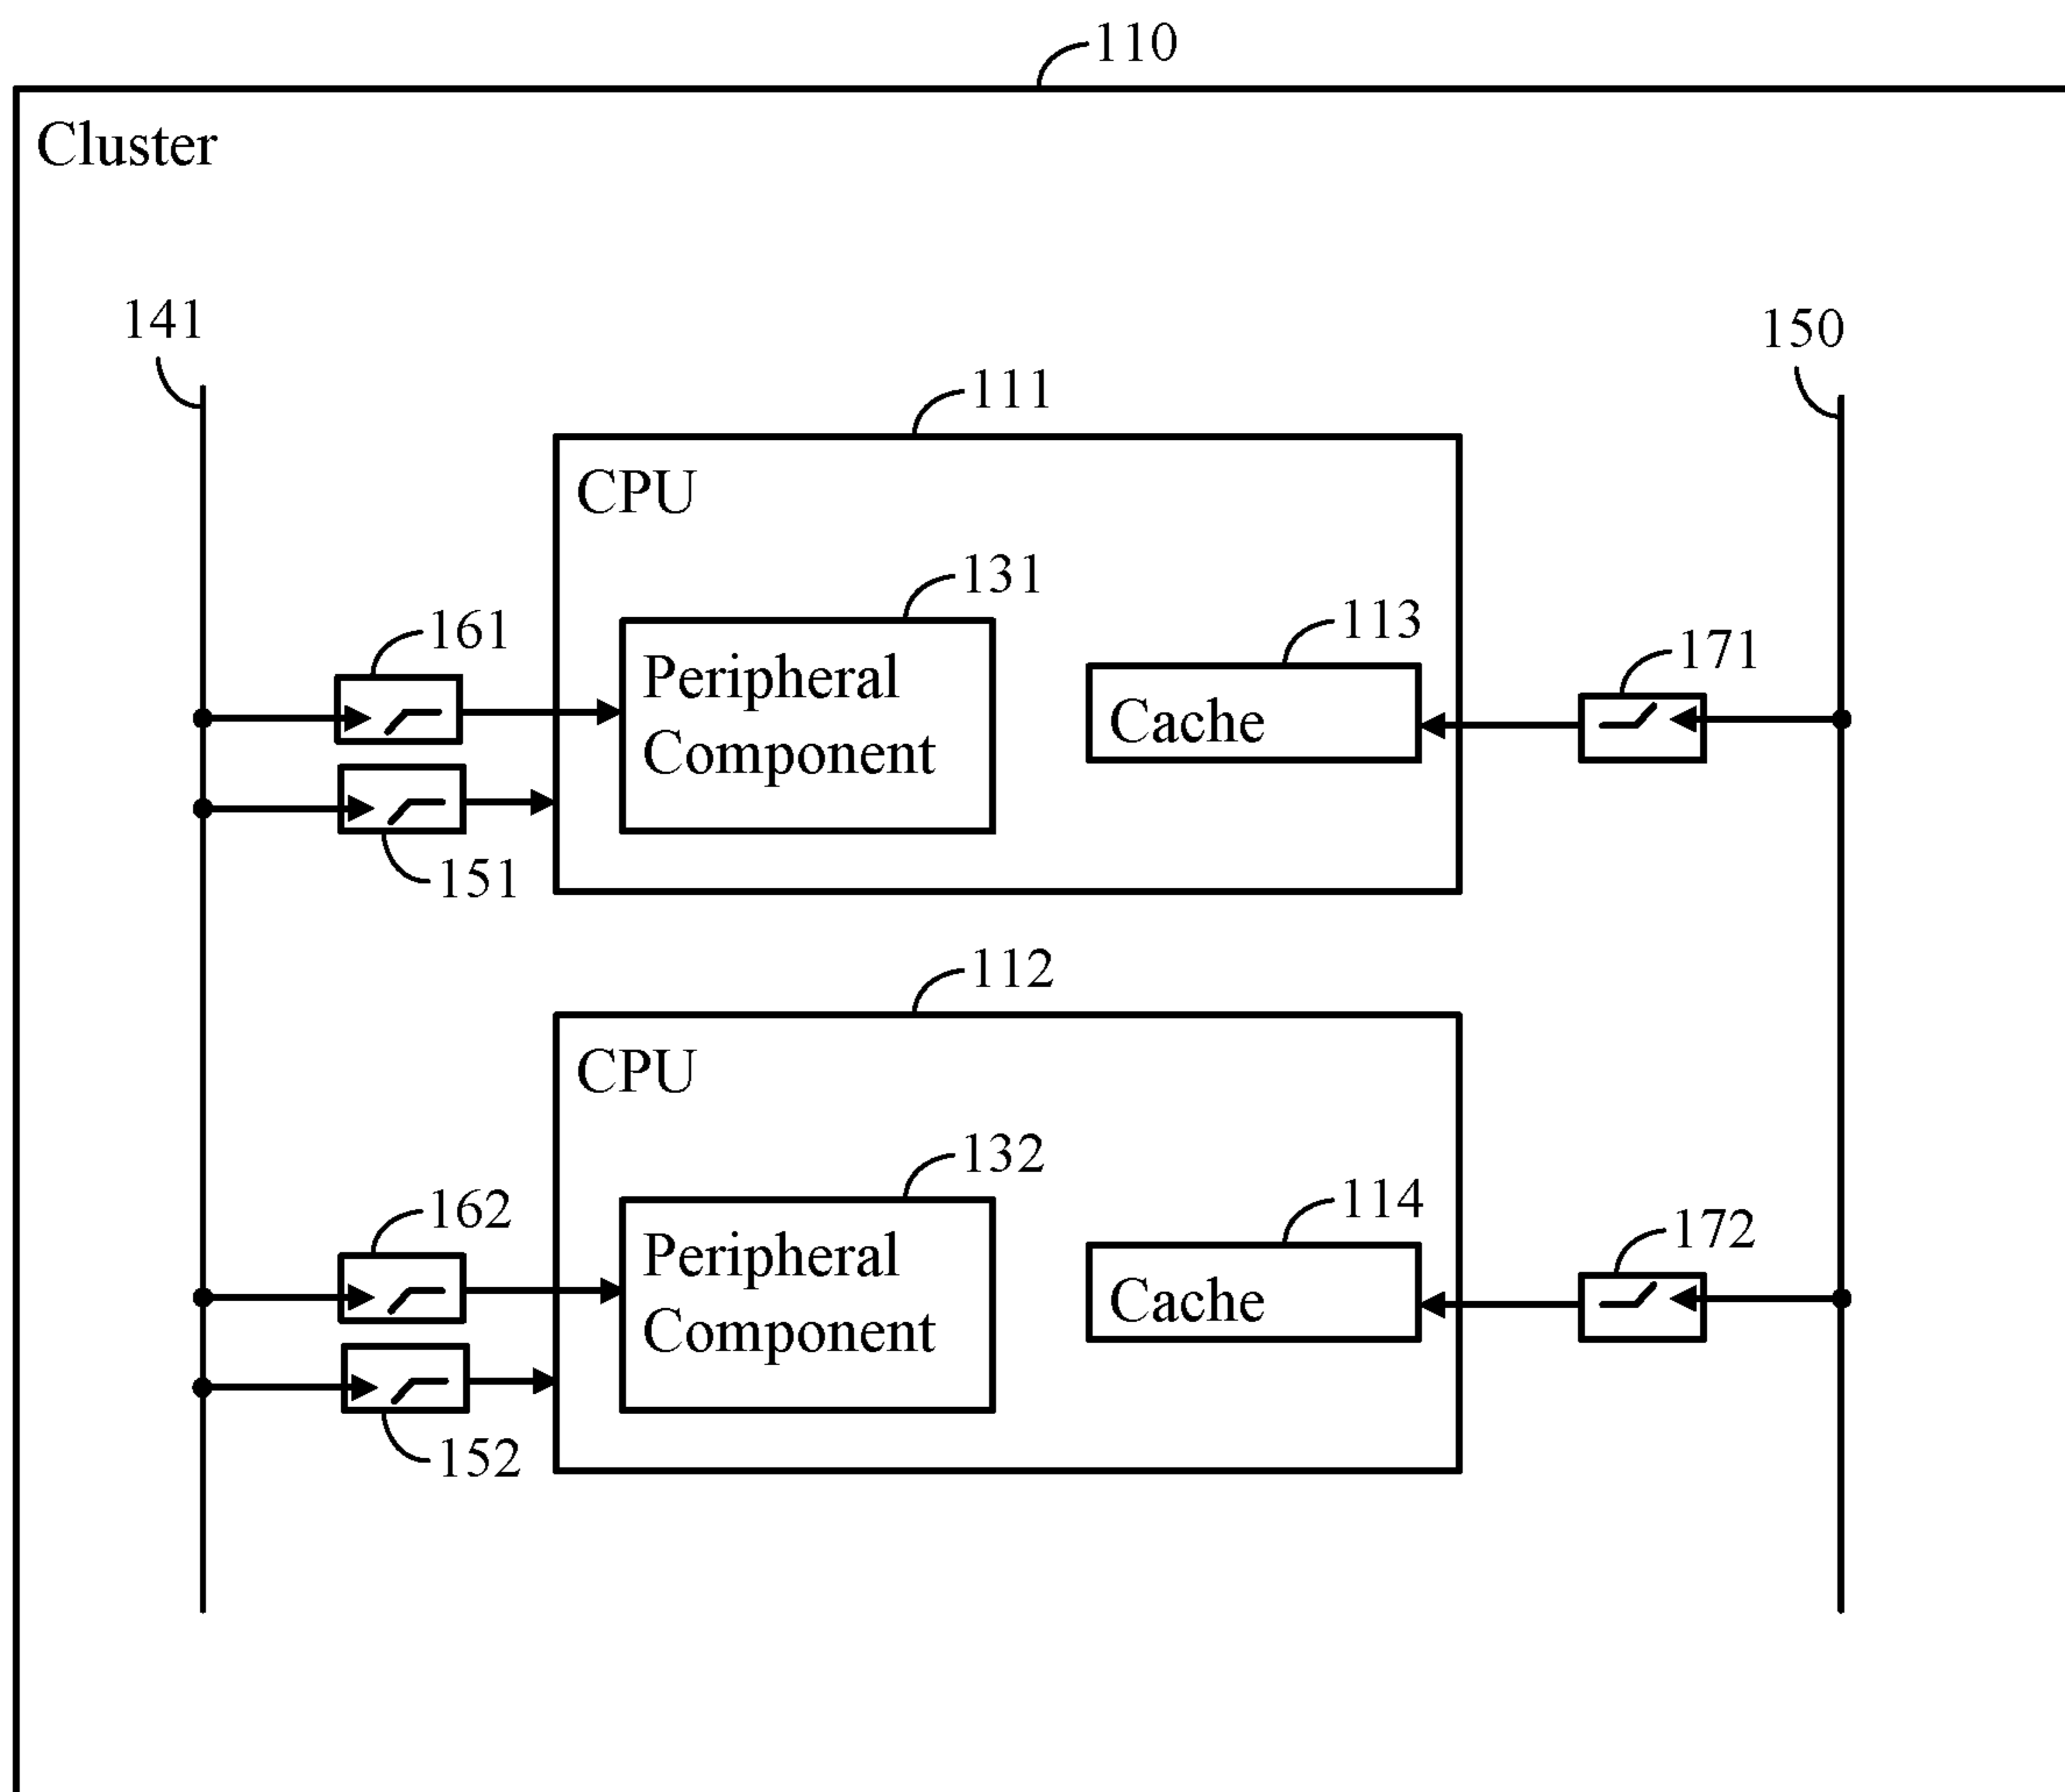 110
Cluster
141
150
111
CPU
131
113
161
171
Peripheral
Component
Cache
151
112
CPU
132
114
162
172
Peripheral
Component
Cache
152